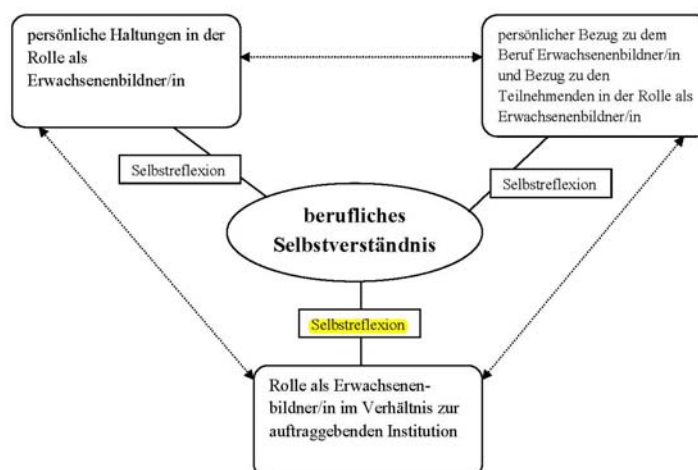 persönliche Haltungen in der
Rolle als
Erwachsenenbildner/in
persönlicher Bezug zu dem
Beruf Erwachsenenbildner/in
und Bezug zu den
Teilnehmenden in der Rolle als
Erwachsenenbildner/in
Selbstreflexion
Selbstreflexion
berufliches
Selbstverständnis
Selbstreflexion
Rolle als Erwachsenen-
bildner/in im Verhältnis zur
auftraggebenden Institution